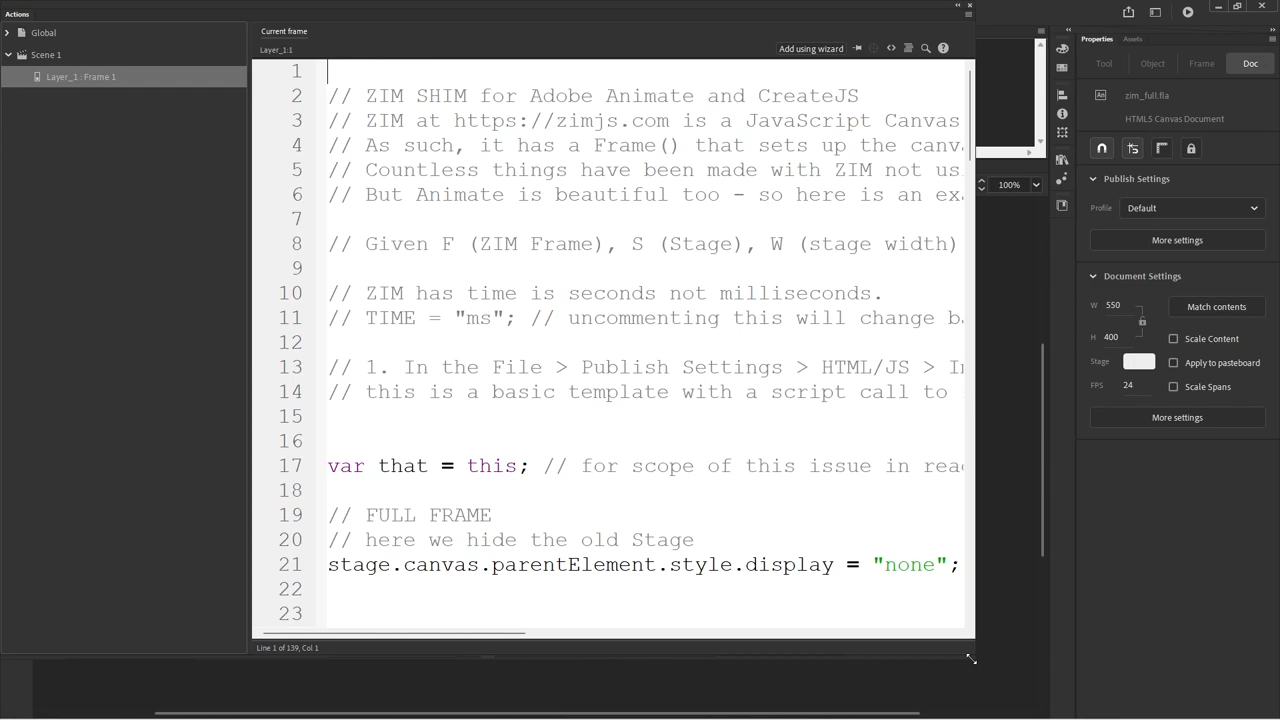 Actions
Global
Scene 1
Layer_1 : Frame 1
Current frame
Layer_1:1
Add using wizard
1
2 // ZIM SHIM for Adobe Animate and CreateJS
3 // ZIM at https://zimjs.com is a JavaScript Canvas
4 // As such, it has a Frame() that sets up the canv
5 // Countless things have been made with ZIM not us
6 // But Animate is beautiful too - so here is an ex
7
8 // Given F (ZIM Frame), S (Stage), W (stage width)
9
10 // ZIM has time is seconds not milliseconds.
11 // TIME = "ms"; // uncommenting this will change b
12
13 // 1. In the File > Publish Settings > HTML/JS > I
14 // this is a basic template with a script call to
15
16
17 var that = this; // for scope of this issue in rea
18
19 // FULL FRAME
20 // here we hide the old Stage
21 stage.canvas.parentElement.style.display = "none";
22
23
Line 1 of 139, Col 1
100%
Properties
Assets
Tool
Object
Frame
Doc
An
zim_full.fla
HTML5 Canvas Document
Publish Settings
Profile
Default
More settings
Document Settings
W 550
Match contents
H 400
Scale Content
Stage
Apply to pasteboard
FPS 24
Scale Spans
More settings